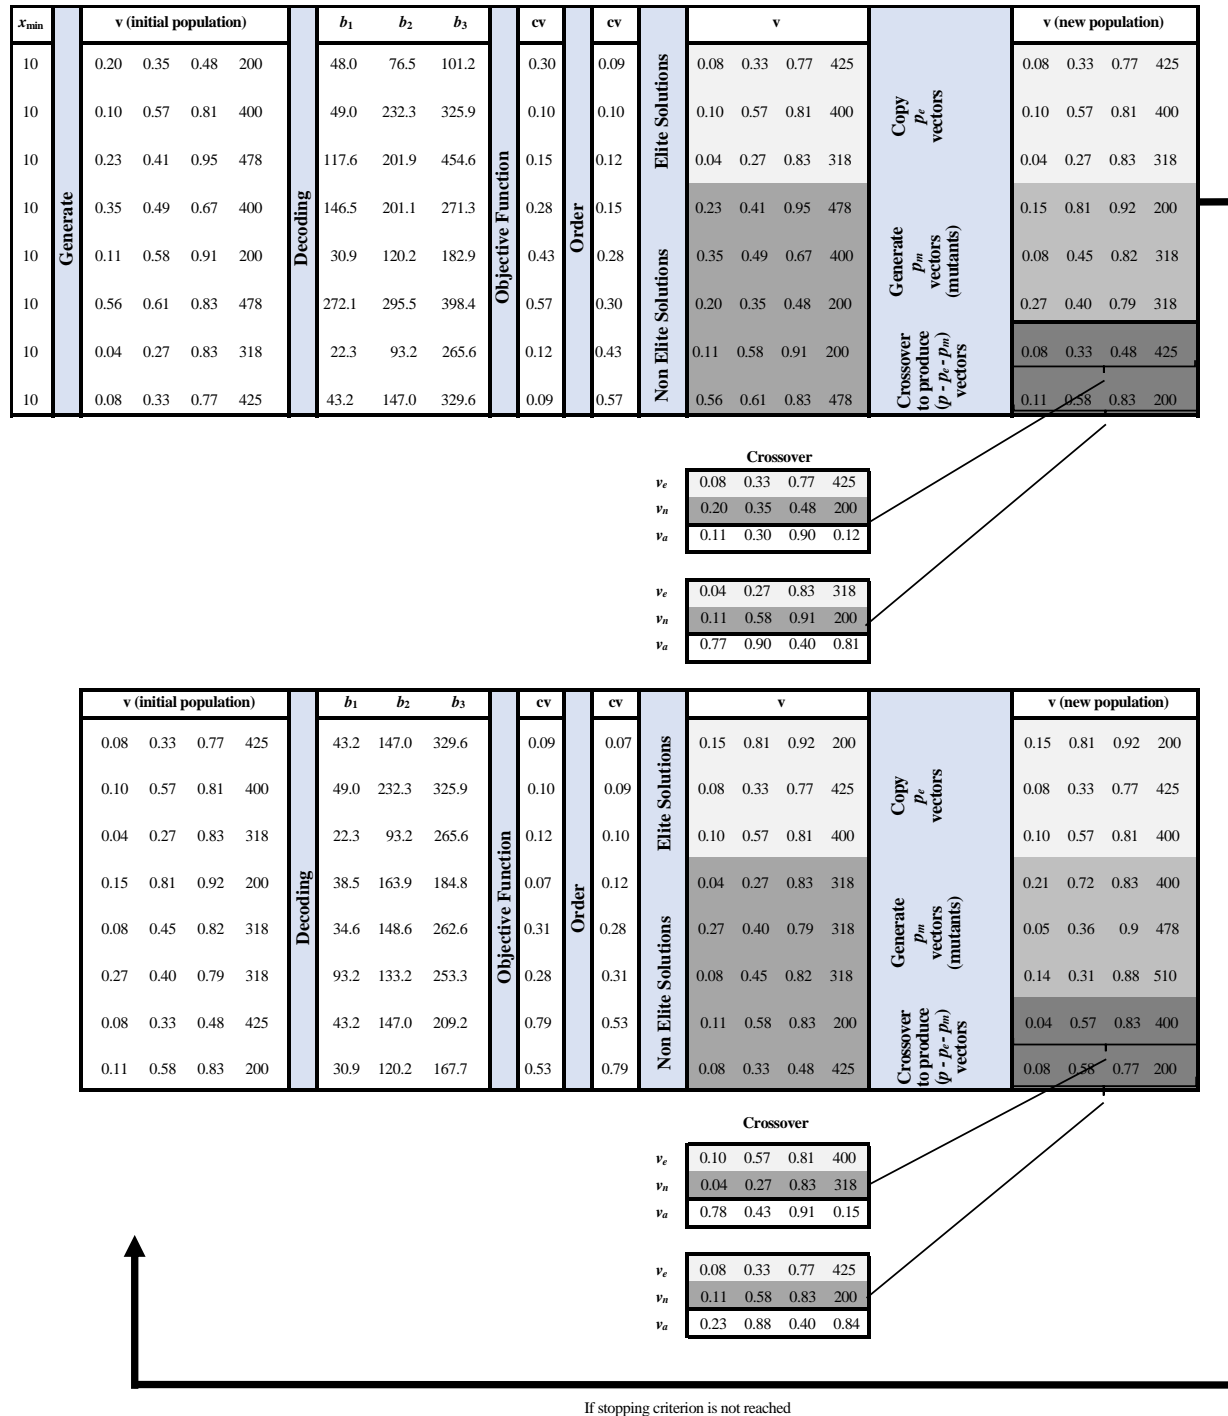 x_min v (initial population) b₁ b₂ b₃ cv cv v v (new population)
10 0.20 0.35 0.48 200 48.0 76.5 101.2 0.30 0.09 0.08 0.33 0.77 425 0.08 0.33 0.77 425
10 0.10 0.57 0.81 400 49.0 232.3 325.9 0.10 0.10 0.10 0.57 0.81 400 0.10 0.57 0.81 400
10 0.23 0.41 0.95 478 117.6 201.9 454.6 0.15 0.12 0.04 0.27 0.83 318 0.04 0.27 0.83 318
10 0.35 0.49 0.67 400 146.5 201.1 271.3 0.28 0.15 0.23 0.41 0.95 478 0.15 0.81 0.92 200
10 0.11 0.58 0.91 200 30.9 120.2 182.9 0.43 0.28 0.35 0.49 0.67 400 0.08 0.45 0.82 318
10 0.56 0.61 0.83 478 272.1 295.5 398.4 0.57 0.30 0.20 0.35 0.48 200 0.27 0.40 0.79 318
10 0.04 0.27 0.83 318 22.3 93.2 265.6 0.12 0.43 0.11 0.58 0.91 200 0.08 0.33 0.48 425
10 0.08 0.33 0.77 425 43.2 147.0 329.6 0.09 0.57 0.56 0.61 0.83 478 0.11 0.58 0.83 200
Generate
Decoding
Objective Function
Order
Elite Solutions
Non Elite Solutions
Copy
pₑ
vectors
Generate
pₘ
vectors
(mutants)
Crossover
to produce
(p - pₑ - pₘ)
vectors
Crossover
vₑ 0.08 0.33 0.77 425
vₙ 0.20 0.35 0.48 200
vₐ 0.11 0.30 0.90 0.12
vₑ 0.04 0.27 0.83 318
vₙ 0.11 0.58 0.91 200
vₐ 0.77 0.90 0.40 0.81
v (initial population) b₁ b₂ b₃ cv cv v v (new population)
0.08 0.33 0.77 425 43.2 147.0 329.6 0.09 0.07 0.15 0.81 0.92 200 0.15 0.81 0.92 200
0.10 0.57 0.81 400 49.0 232.3 325.9 0.10 0.09 0.08 0.33 0.77 425 0.08 0.33 0.77 425
0.04 0.27 0.83 318 22.3 93.2 265.6 0.12 0.10 0.10 0.57 0.81 400 0.10 0.57 0.81 400
0.15 0.81 0.92 200 38.5 163.9 184.8 0.07 0.12 0.04 0.27 0.83 318 0.21 0.72 0.83 400
0.08 0.45 0.82 318 34.6 148.6 262.6 0.31 0.28 0.27 0.40 0.79 318 0.05 0.36 0.9 478
0.27 0.40 0.79 318 93.2 133.2 253.3 0.28 0.31 0.08 0.45 0.82 318 0.14 0.31 0.88 510
0.08 0.33 0.48 425 43.2 147.0 209.2 0.79 0.53 0.11 0.58 0.83 200 0.04 0.57 0.83 400
0.11 0.58 0.83 200 30.9 120.2 167.7 0.53 0.79 0.08 0.33 0.48 425 0.08 0.58 0.77 200
Decoding
Objective Function
Order
Elite Solutions
Non Elite Solutions
Copy
pₑ
vectors
Generate
pₘ
vectors
(mutants)
Crossover
to produce
(p - pₑ - pₘ)
vectors
Crossover
vₑ 0.10 0.57 0.81 400
vₙ 0.04 0.27 0.83 318
vₐ 0.78 0.43 0.91 0.15
vₑ 0.08 0.33 0.77 425
vₙ 0.11 0.58 0.83 200
vₐ 0.23 0.88 0.40 0.84
If stopping criterion is not reached